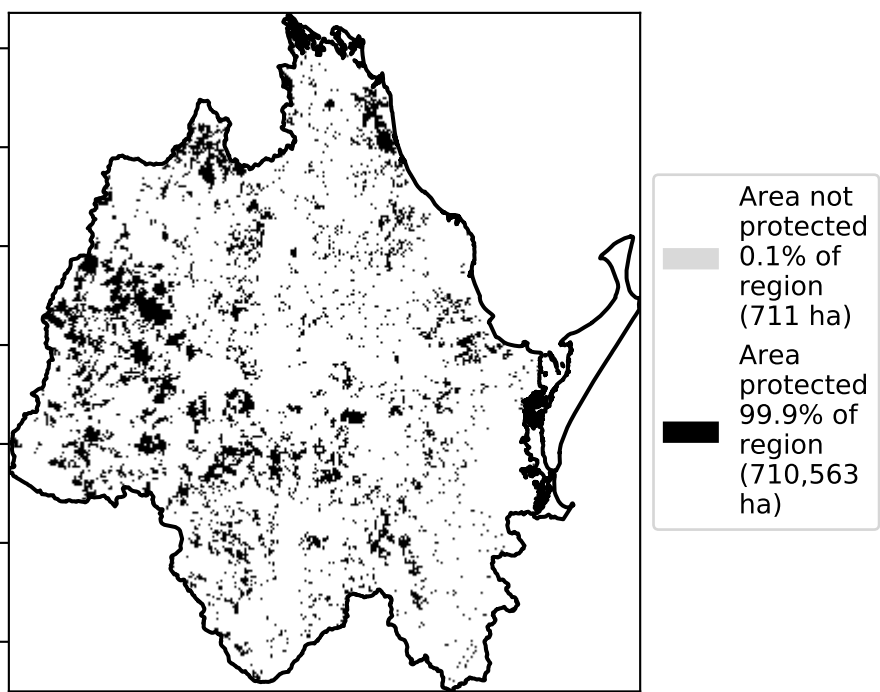 Area not
protected
0.1% of
region
(711 ha)
Area
protected
99.9% of
region
(710,563
ha)